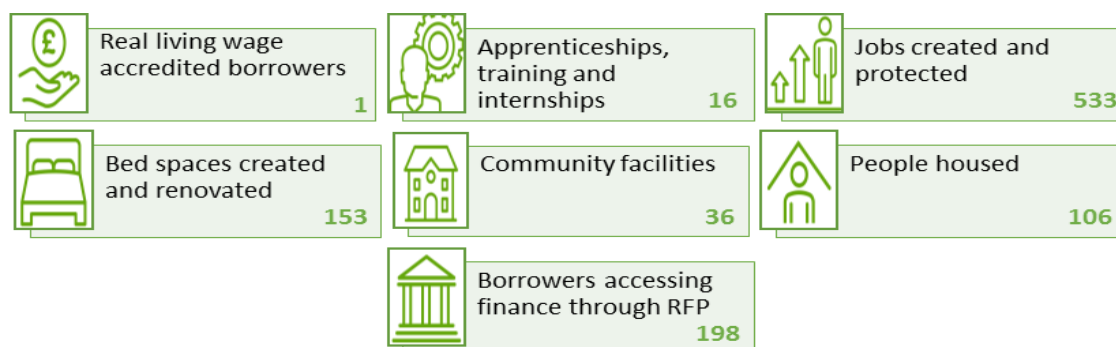 £
Real living wage
accredited borrowers
1
Apprenticeships,
training and
internships
16
Jobs created and
protected
533
Bed spaces created
and renovated
153
Community facilities
36
People housed
106
Borrowers accessing
finance through RFP
198